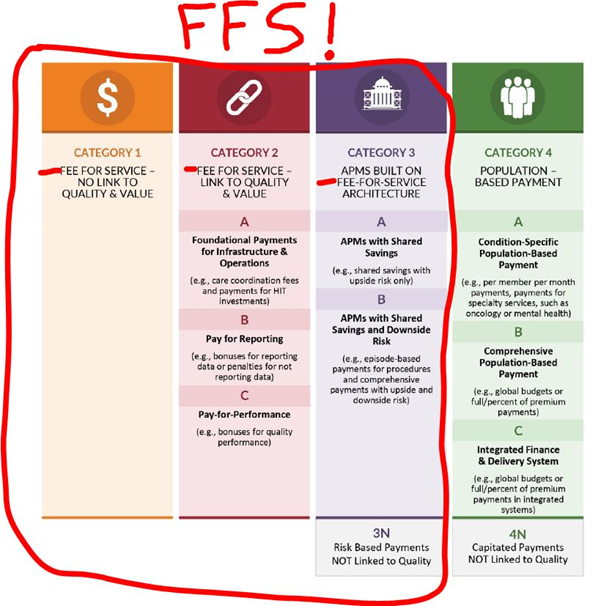 FFS!
$
CATEGORY 1
FEE FOR SERVICE –
NO LINK TO
QUALITY & VALUE
CATEGORY 2
FEE FOR SERVICE –
LINK TO QUALITY
& VALUE
A
Foundational Payments
for Infrastructure &
Operations
(e.g., care coordination fees
and payments for HIT
investments)
B
Pay for Reporting
(e.g., bonuses for reporting
data or penalties for not
reporting data)
C
Pay-for-Performance
(e.g., bonuses for quality
performance)
CATEGORY 3
APMS BUILT ON
FEE-FOR-SERVICE
ARCHITECTURE
A
APMs with Shared
Savings
(e.g., shared savings with
upside risk only)
B
APMs with Shared
Savings and Downside
Risk
(e.g., episode-based
payments for procedures
and comprehensive
payments with upside and
downside risk)
3N
Risk Based Payments
NOT Linked to Quality
CATEGORY 4
POPULATION –
BASED PAYMENT
A
Condition-Specific
Population-Based
Payment
(e.g., per member per month
payments, payments for
specialty services, such as
oncology or mental health)
B
Comprehensive
Population-Based
Payment
(e.g., global budgets or
full/percent of premium
payments)
C
Integrated Finance
& Delivery System
(e.g., global budgets or
full/percent of premium
payments in integrated
systems)
4N
Capitated Payments
NOT Linked to Quality